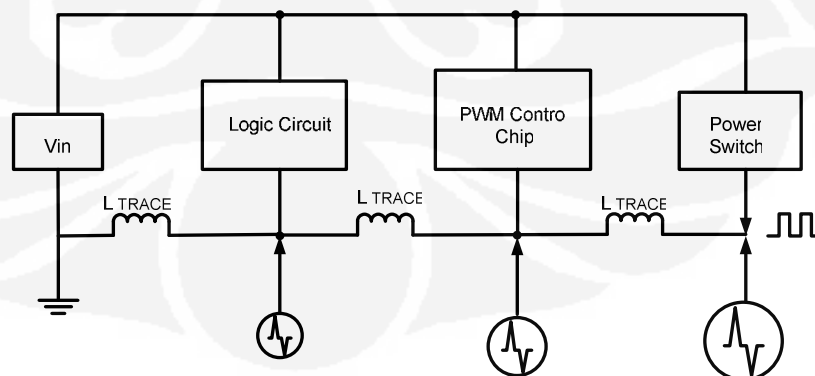 Vin
Logic Circuit
PWM Contro
Chip
Power
Switch
L TRACE
L TRACE
L TRACE